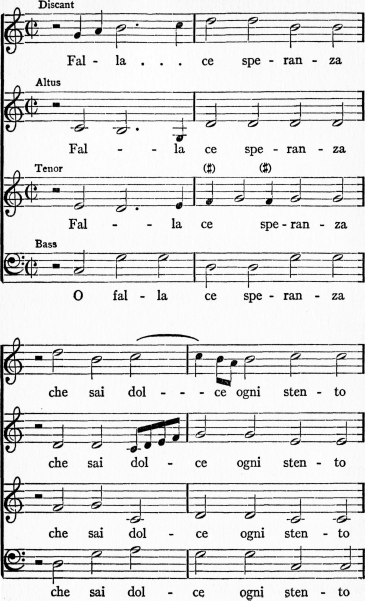 Discant
Fal - la . . . ce spe - ran - za
Altus
Fal - - la ce spe - ran - za
Tenor
(♯) (♯)
Fal - - la ce spe - ran - za
Bass
O fal - la ce spe - ran - za
che sai dol - - - ce ogni sten - to
che sai dol - ce ogni sten - to
che sai dol - ce ogni sten - to
che sai dol - ce ogni sten - to